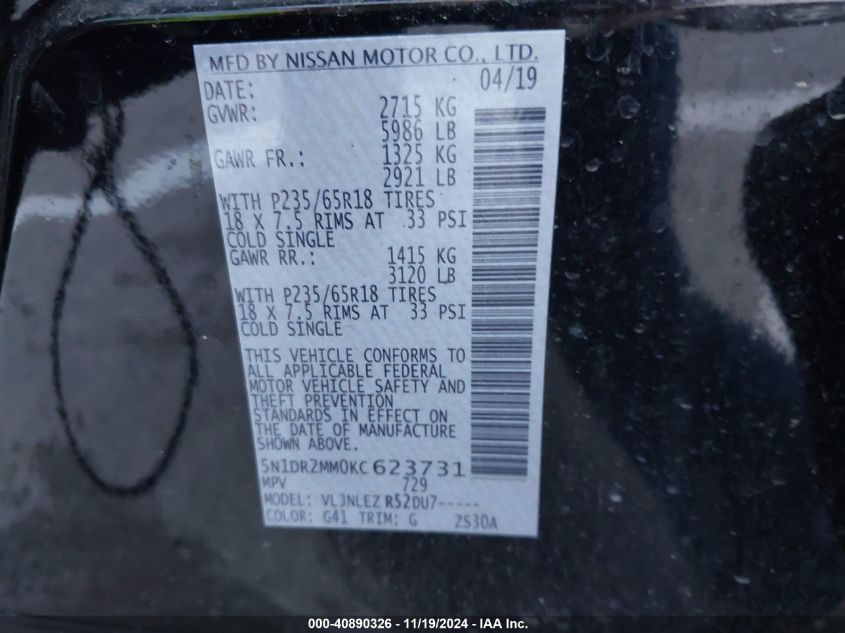 MFD BY NISSAN MOTOR CO., LTD.
DATE: 04/19
GVWR: 2715 KG
5986 LB
GAWR FR.: 1325 KG
2921 LB
WITH P235/65R18 TIRES
18 X 7.5 RIMS AT 33 PSI
COLD SINGLE
GAWR RR.: 1415 KG
3120 LB
WITH P235/65R18 TIRES
18 X 7.5 RIMS AT 33 PSI
COLD SINGLE
THIS VEHICLE CONFORMS TO
ALL APPLICABLE FEDERAL
MOTOR VEHICLE SAFETY AND
THEFT PREVENTION
STANDARDS IN EFFECT ON
THE DATE OF MANUFACTURE
SHOWN ABOVE.
5N1DR2MM0KC623731
MPV 729
MODEL: VLJNLEZ R52DU7-----
COLOR: G41 TRIM: G ZS30A
000-40890326 - 11/19/2024 - IAA Inc.